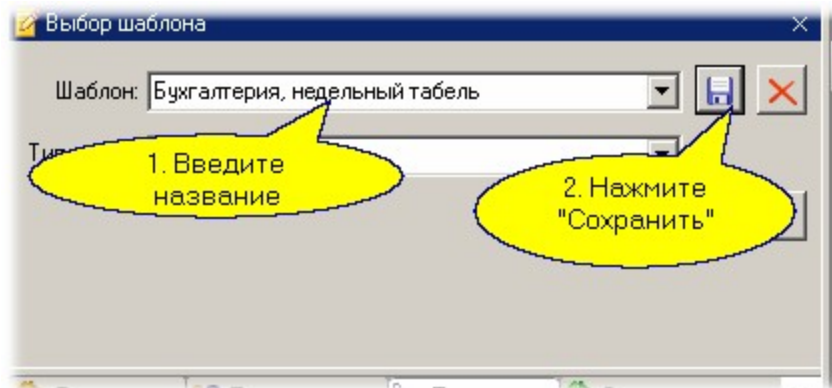 Выбор шаблона
Шаблон: Бухгалтерия, недельный табель
1. Введите
название
2. Нажмите
"Сохранить"